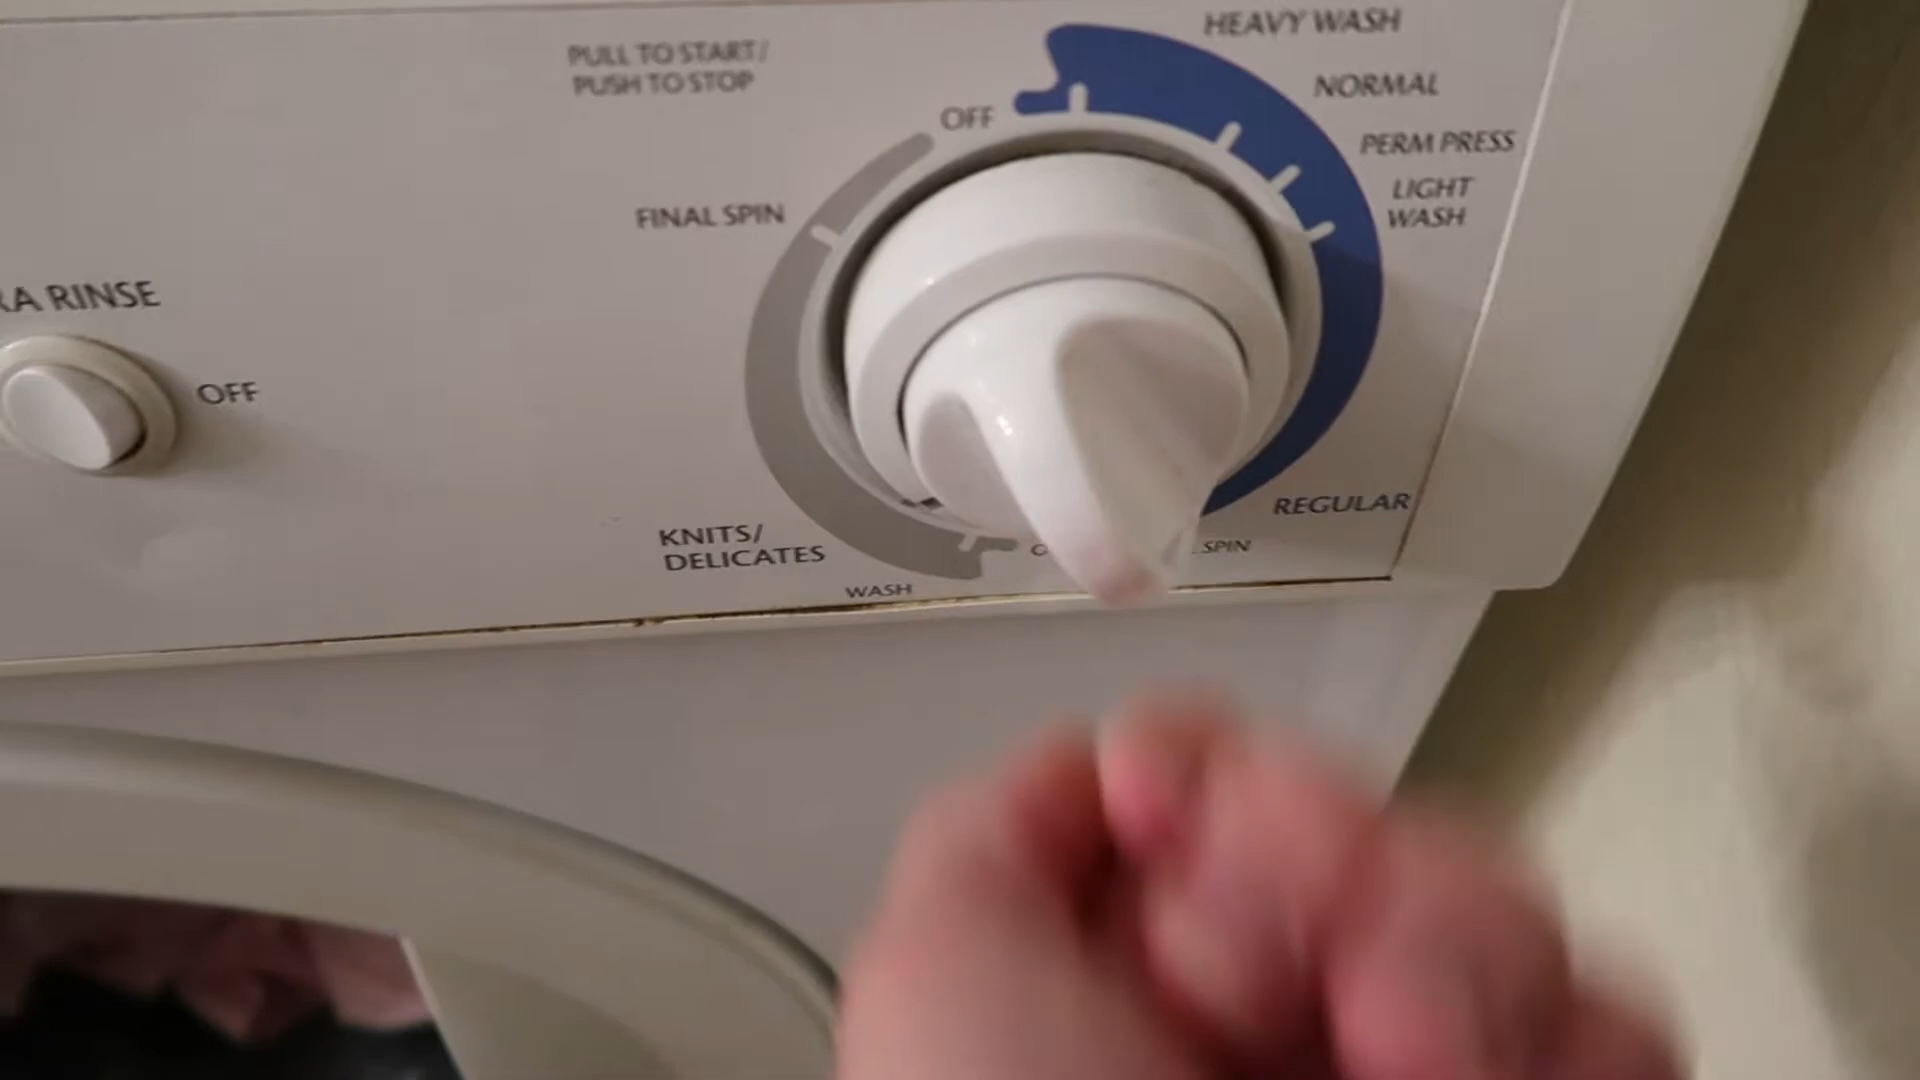 HEAVY WASH
PULL TO START/
PUSH TO STOP
NORMAL
OFF
PERM PRESS
LIGHT
WASH
FINAL SPIN
RINSE
OFF
REGULAR
KNITS/
DELICATES
SPIN
WASH